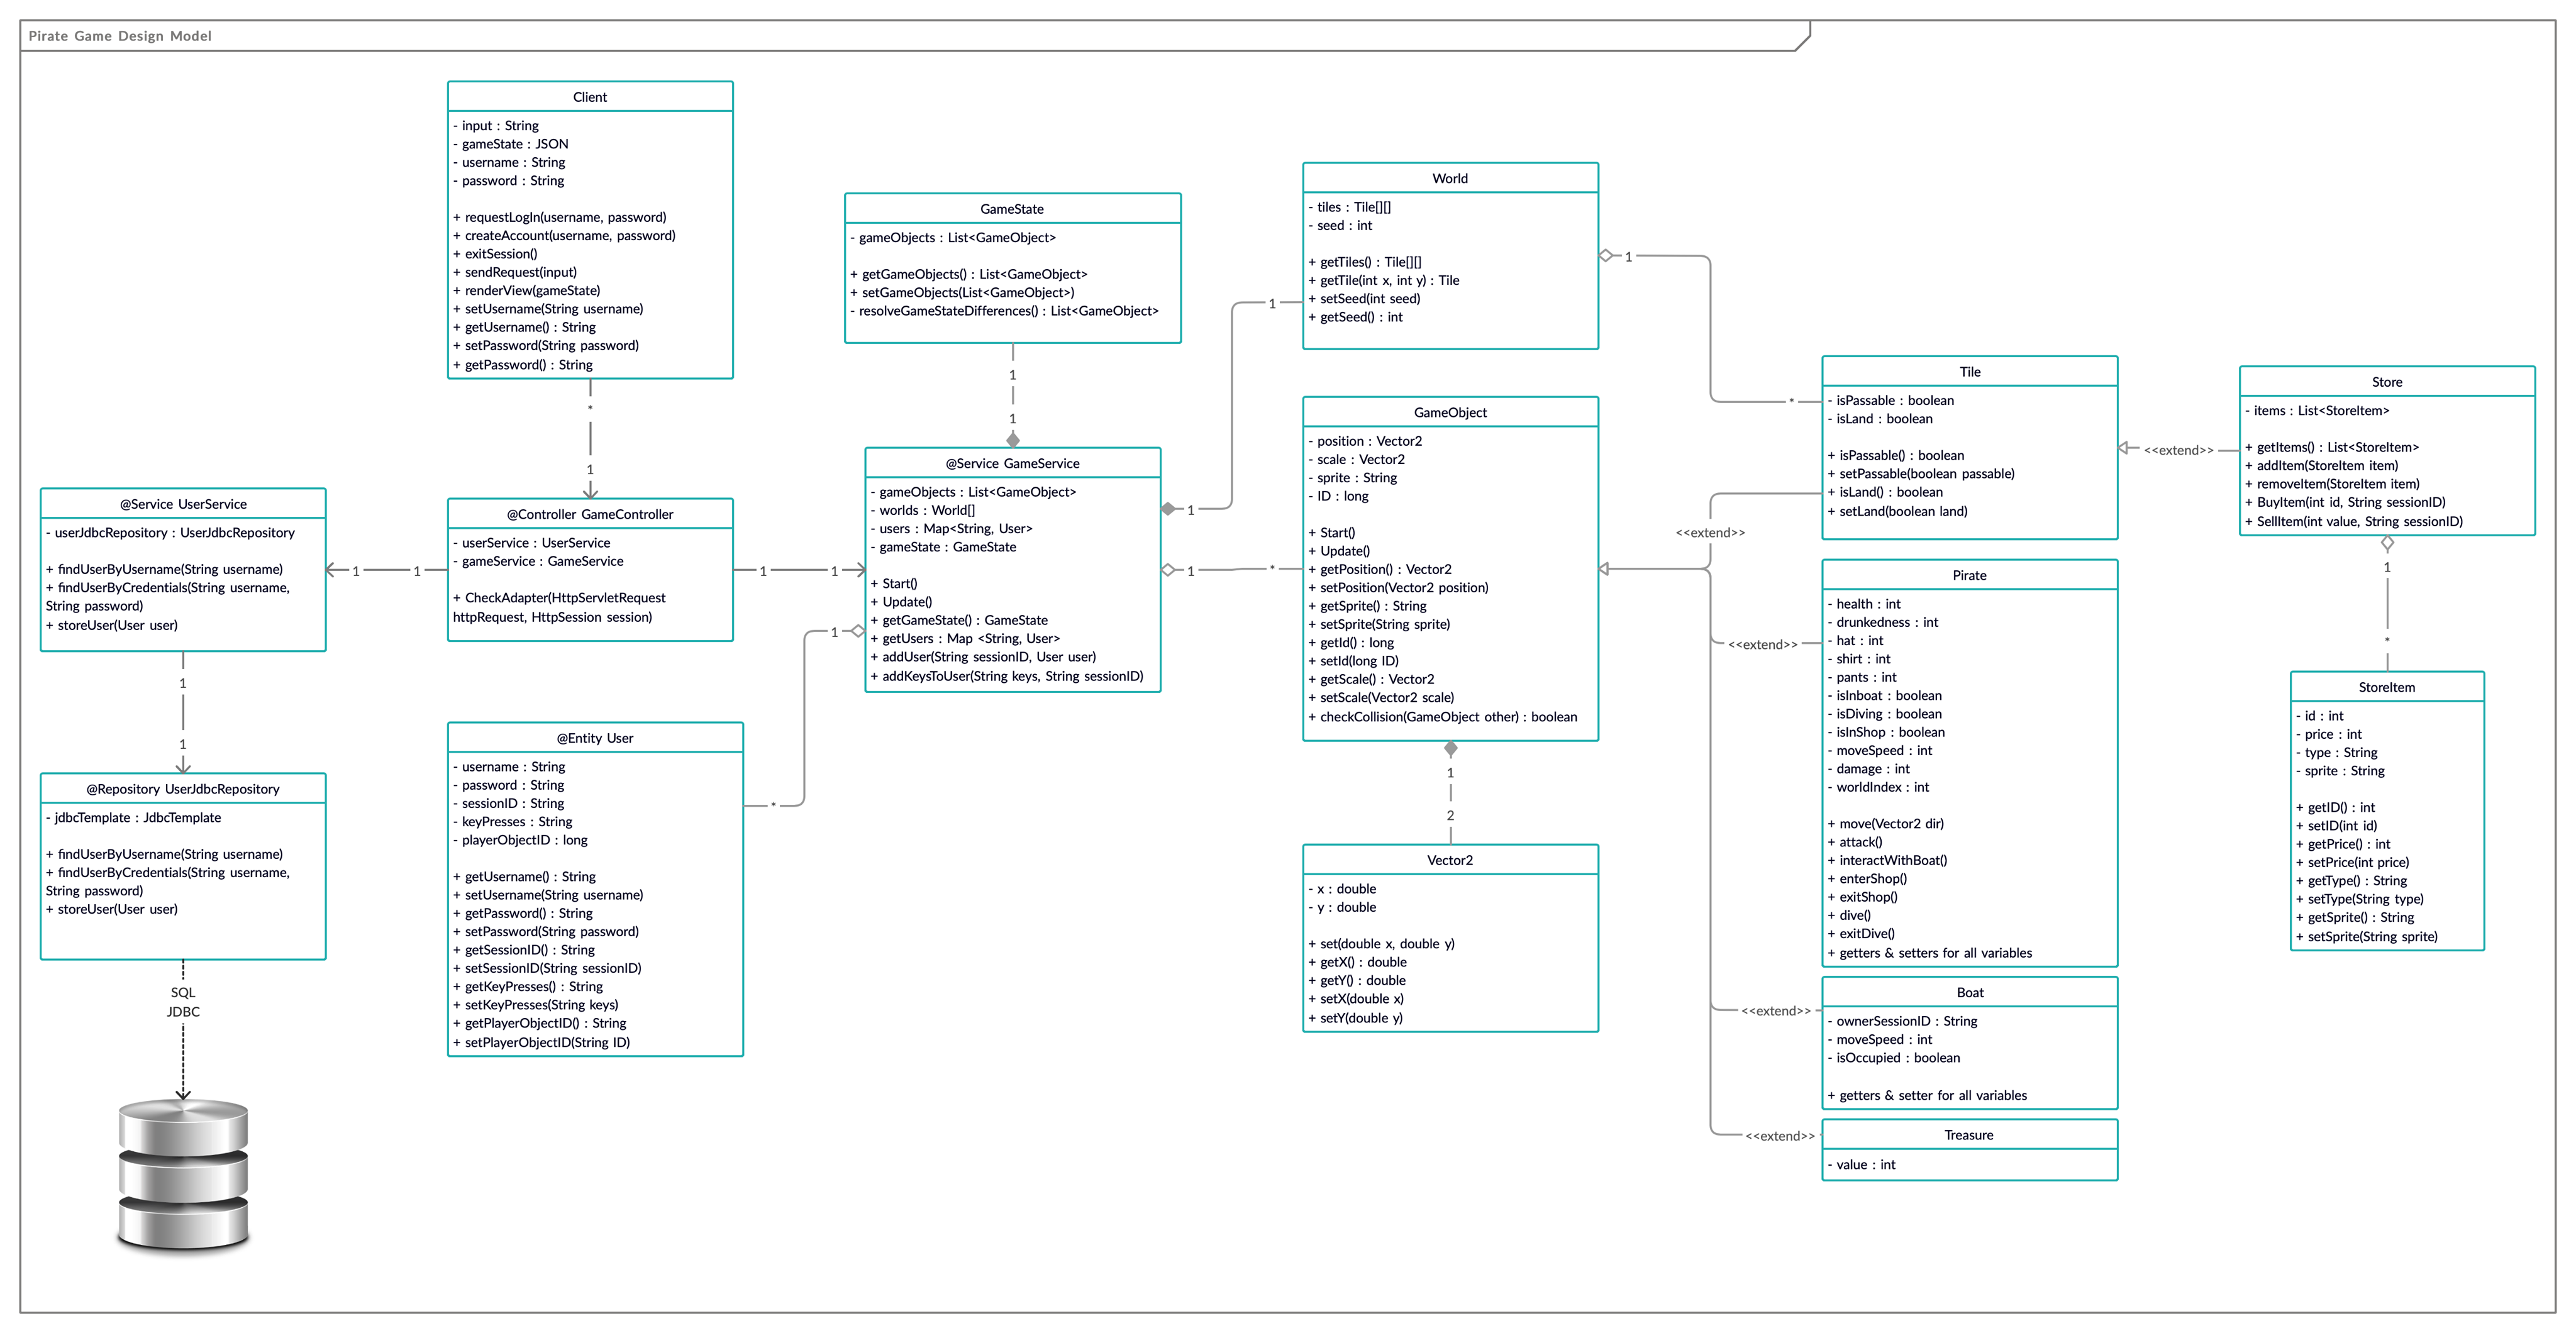 Pirate Game Design Model
Client
- input : String
- gameState : JSON
- username : String
- password : String
+ requestLogIn(username, password)
+ createAccount(username, password)
+ exitSession()
+ sendRequest(input)
+ renderView(gameState)
+ setUsername(String username)
+ getUsername() : String
+ setPassword(String password)
+ getPassword() : String
*
1
@Service UserService
- userJdbcRepository : UserJdbcRepository
+ findUserByUsername(String username)
+ findUserByCredentials(String username,
String password)
+ storeUser(User user)
1
1
@Controller GameController
- userService : UserService
- gameService : GameService
+ CheckAdapter(HttpServletRequest
httpRequest, HttpSession session)
1
1
1
1
@Repository UserJdbcRepository
- jdbcTemplate : JdbcTemplate
+ findUserByUsername(String username)
+ findUserByCredentials(String username,
String password)
+ storeUser(User user)
SQL
JDBC
@Entity User
- username : String
- password : String
- sessionID : String
- keyPresses : String
- playerObjectID : long
+ getUsername() : String
+ setUsername(String username)
+ getPassword() : String
+ setPassword(String password)
+ getSessionID() : String
+ setSessionID(String sessionID)
+ getKeyPresses() : String
+ setKeyPresses(String keys)
+ getPlayerObjectID() : String
+ setPlayerObjectID(String ID)
*
1
GameState
- gameObjects : List<GameObject>
+ getGameObjects() : List<GameObject>
+ setGameObjects(List<GameObject>)
- resolveGameStateDifferences() : List<GameObject>
1
1
@Service GameService
- gameObjects : List<GameObject>
- worlds : World[]
- users : Map<String, User>
- gameState : GameState
+ Start()
+ Update()
+ getGameState() : GameState
+ getUsers : Map <String, User>
+ addUser(String sessionID, User user)
+ addKeysToUser(String keys, String sessionID)
1
1
1
*
World
- tiles : Tile[][]
- seed : int
+ getTiles() : Tile[][]
+ getTile(int x, int y) : Tile
+ setSeed(int seed)
+ getSeed() : int
1
*
GameObject
- position : Vector2
- scale : Vector2
- sprite : String
- ID : long
+ Start()
+ Update()
+ getPosition() : Vector2
+ setPosition(Vector2 position)
+ getSprite() : String
+ setSprite(String sprite)
+ getId() : long
+ setId(long ID)
+ getScale() : Vector2
+ setScale(Vector2 scale)
+ checkCollision(GameObject other) : boolean
1
2
Vector2
- x : double
- y : double
+ set(double x, double y)
+ getX() : double
+ getY() : double
+ setX(double x)
+ setY(double y)
<<extend>>
<<extend>>
<<extend>>
<<extend>>
Tile
- isPassable : boolean
- isLand : boolean
+ isPassable() : boolean
+ setPassable(boolean passable)
+ isLand() : boolean
+ setLand(boolean land)
Pirate
- health : int
- drunkedness : int
- hat : int
- shirt : int
- pants : int
- isInboat : boolean
- isDiving : boolean
- isInShop : boolean
- moveSpeed : int
- damage : int
- worldIndex : int
+ move(Vector2 dir)
+ attack()
+ interactWithBoat()
+ enterShop()
+ exitShop()
+ dive()
+ exitDive()
+ getters & setters for all variables
Boat
- ownerSessionID : String
- moveSpeed : int
- isOccupied : boolean
+ getters & setter for all variables
Treasure
- value : int
<<extend>>
Store
- items : List<StoreItem>
+ getItems() : List<StoreItem>
+ addItem(StoreItem item)
+ removeItem(StoreItem item)
+ BuyItem(int id, String sessionID)
+ SellItem(int value, String sessionID)
1
*
StoreItem
- id : int
- price : int
- type : String
- sprite : String
+ getID() : int
+ setID(int id)
+ getPrice() : int
+ setPrice(int price)
+ getType() : String
+ setType(String type)
+ getSprite() : String
+ setSprite(String sprite)